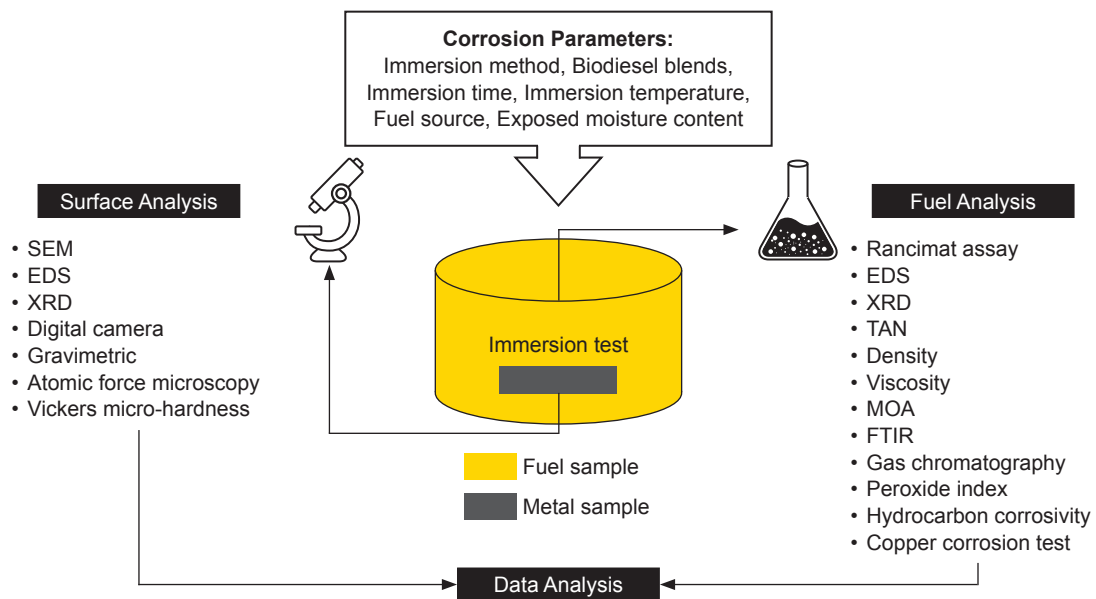 Corrosion Parameters:
Immersion method, Biodiesel blends,
Immersion time, Immersion temperature,
Fuel source, Exposed moisture content
Surface Analysis
• SEM
• EDS
• XRD
• Digital camera
• Gravimetric
• Atomic force microscopy
• Vickers micro-hardness
Immersion test
Fuel sample
Metal sample
Fuel Analysis
• Rancimat assay
• EDS
• XRD
• TAN
• Density
• Viscosity
• MOA
• FTIR
• Gas chromatography
• Peroxide index
• Hydrocarbon corrosivity
• Copper corrosion test
Data Analysis